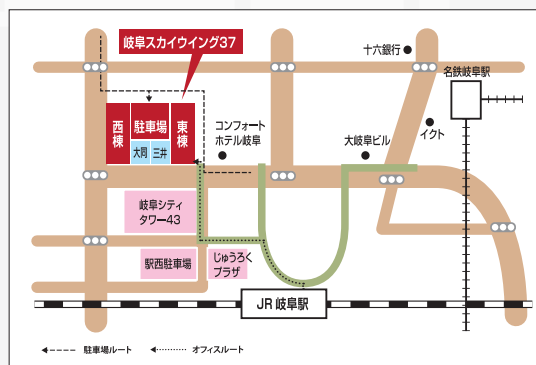 岐阜スカイウイング37
十六銀行
名鉄岐阜駅
西棟
駐車場
東棟
大同
三井
コンフォート
ホテル岐阜
大岐阜ビル
イクト
岐阜シティ
タワー43
駅西駐車場
じゅうろく
プラザ
JR 岐阜駅
駐車場ルート
オフィスルート